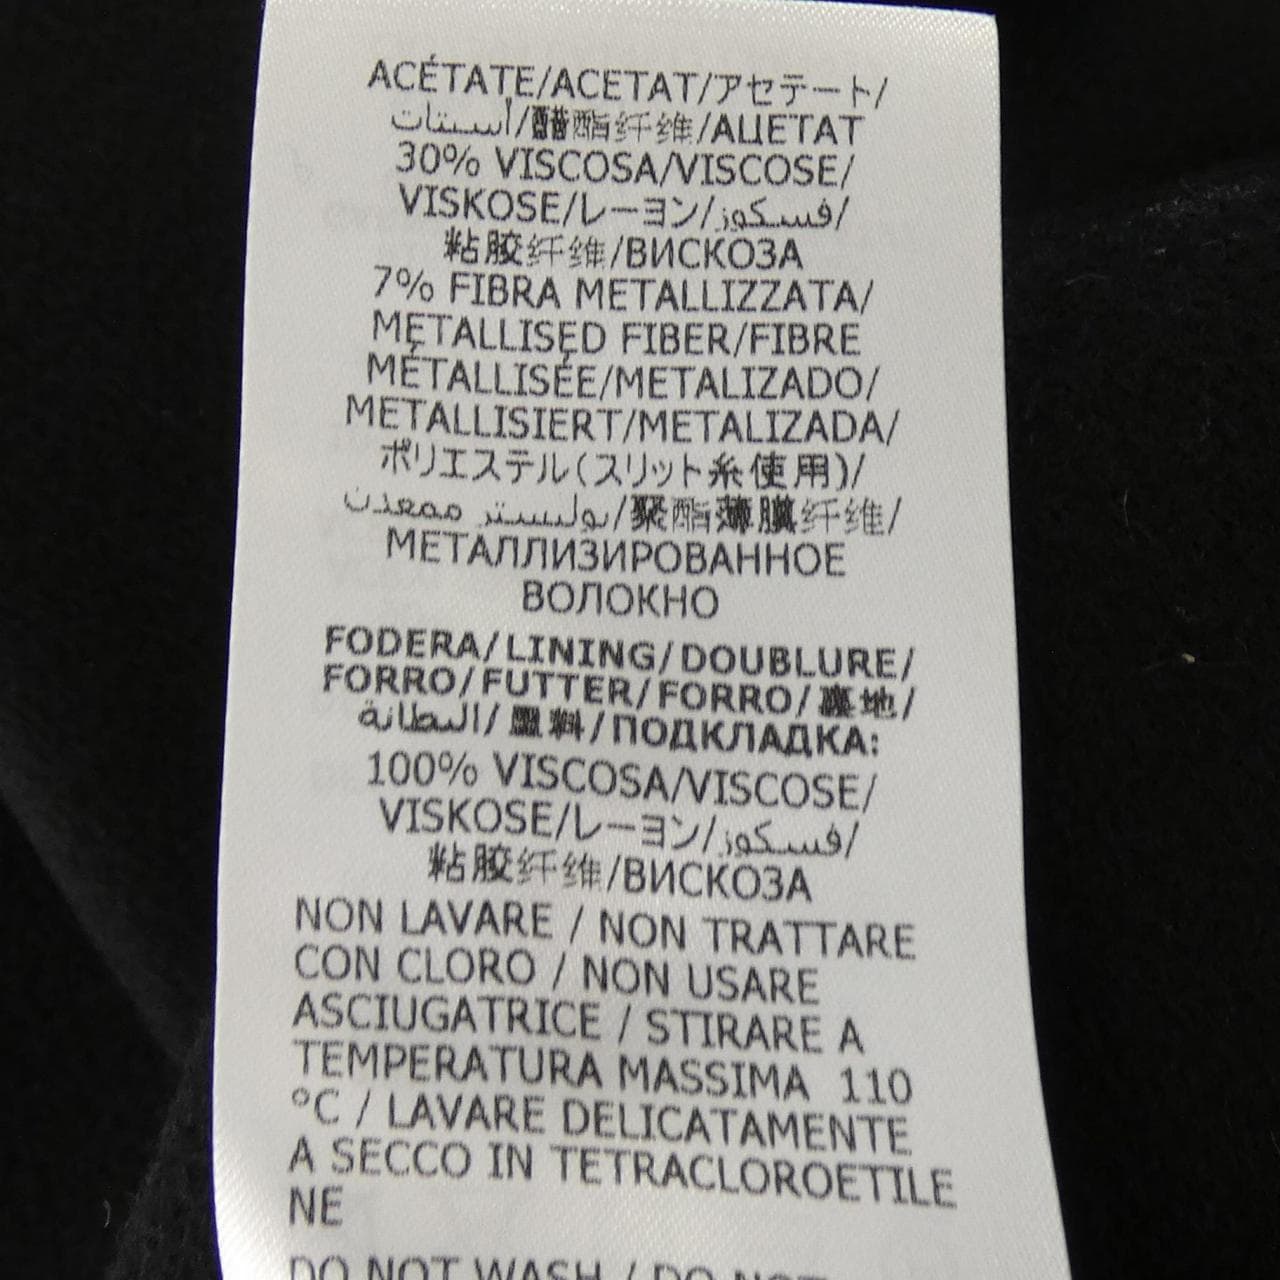 ACÉTATE/ACETAT/アセテート/
أسيتات/醋酯纤维/АЦЕТАТ
30% VISCOSA/VISCOSE/
VISKOSE/レーヨン/فسكوز/
粘胶纤维/ВИСКОЗА
7% FIBRA METALLIZZATA/
METALLISED FIBER/FIBRE
MÉTALLISÉE/METALIZADO/
METALLISIERT/METALIZADA/
ポリエステル(スリット糸使用)/
بوليستر ممعدن/聚酯薄膜纤维/
МЕТАЛЛИЗИРОВАННОЕ
ВОЛОКНО
FODERA/LINING/DOUBLURE/
FORRO/FUTTER/FORRO/裏地/
البطانة/里料/ПОДКЛАДКА:
100% VISCOSA/VISCOSE/
VISKOSE/レーヨン/فسكوز/
粘胶纤维/ВИСКОЗА
NON LAVARE / NON TRATTARE
CON CLORO / NON USARE
ASCIUGATRICE / STIRARE A
TEMPERATURA MASSIMA 110
°C / LAVARE DELICATAMENTE
A SECCO IN TETRACLOROETILE
NE
DO NOT WASH / DO NOT